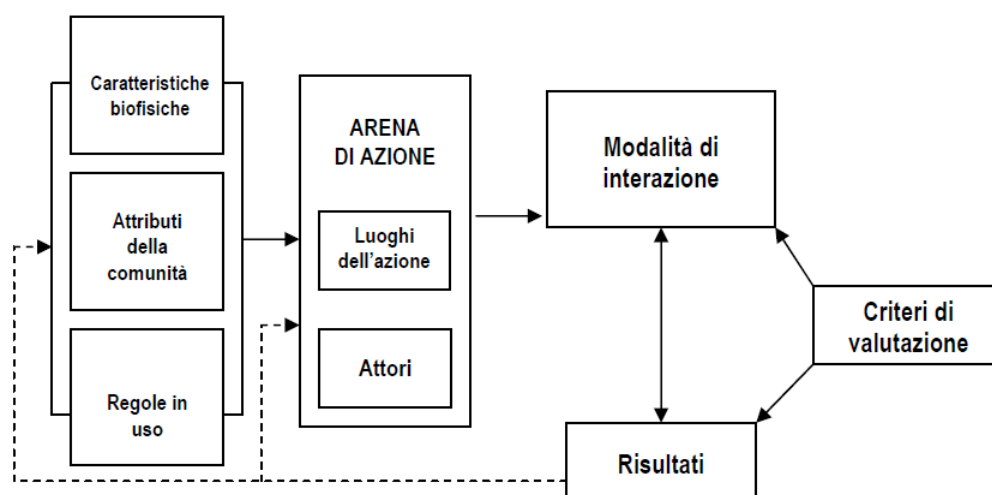 Caratteristiche
biofisiche
Attributi
della
comunità
Regole in
uso
ARENA
DI AZIONE
Luoghi
dell'azione
Attori
Modalità di
interazione
Risultati
Criteri di
valutazione